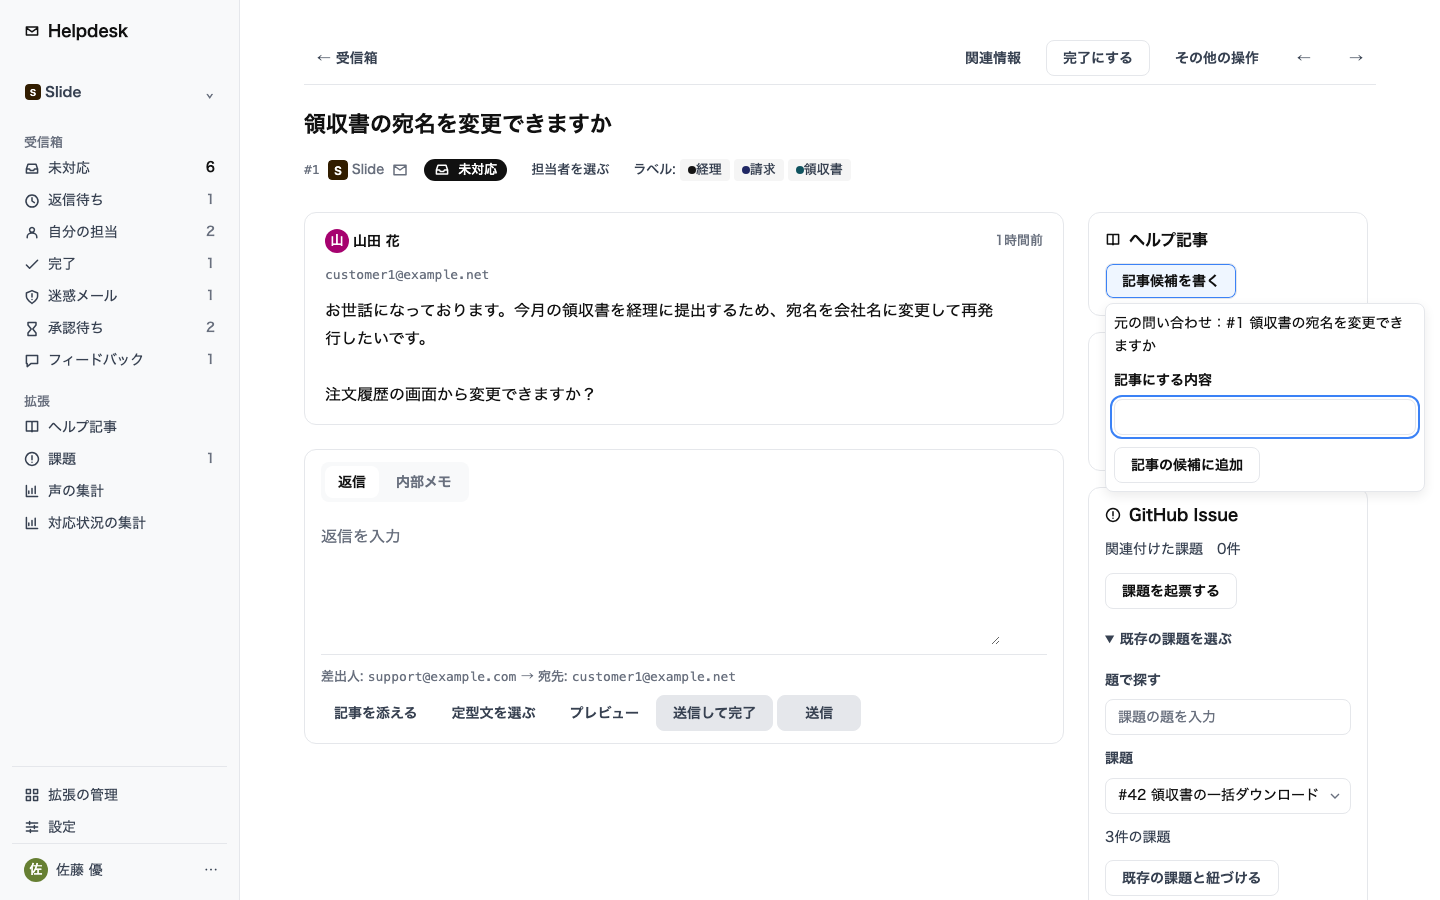 Helpdesk
S Slide
受信箱
未対応 6
返信待ち 1
自分の担当 2
完了 1
迷惑メール 1
承認待ち 2
フィードバック 1
拡張
ヘルプ記事
課題 1
声の集計
対応状況の集計
拡張の管理
設定
佐 佐藤 優 …
← 受信箱 関連情報 完了にする その他の操作 ← →
領収書の宛名を変更できますか
#1 S Slide 未対応 担当者を選ぶ ラベル: ●経理 ●請求 ●領収書
山 山田 花 1時間前
customer1@example.net
お世話になっております。今月の領収書を経理に提出するため、宛名を会社名に変更して再発
行したいです。
注文履歴の画面から変更できますか？
返信 内部メモ
返信を入力
差出人: support@example.com → 宛先: customer1@example.net
記事を添える 定型文を選ぶ プレビュー 送信して完了 送信
ヘルプ記事
記事候補を書く
元の問い合わせ：#1 領収書の宛名を変更でき
ますか
記事にする内容
記事の候補に追加
GitHub Issue
関連付けた課題 0件
課題を起票する
▼ 既存の課題を選ぶ
題で探す
課題の題を入力
課題
#42 領収書の一括ダウンロード
3件の課題
既存の課題と紐づける